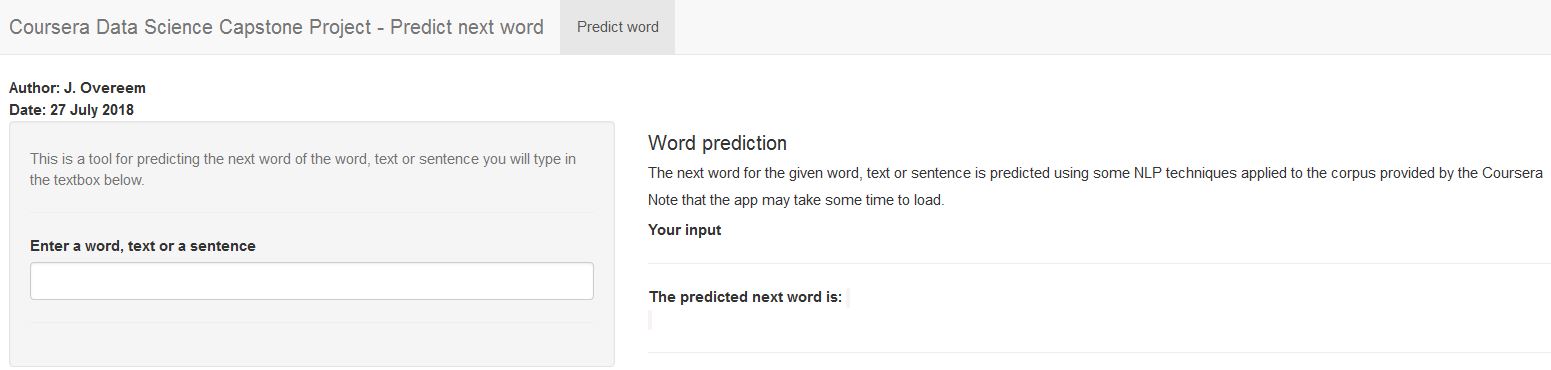 Coursera Data Science Capstone Project - Predict next word
Predict word
Author: J. Overeem
Date: 27 July 2018
This is a tool for predicting the next word of the word, text or sentence you will type in
the textbox below.
Enter a word, text or a sentence
Word prediction
The next word for the given word, text or sentence is predicted using some NLP techniques applied to the corpus provided by the Coursera
Note that the app may take some time to load.
Your input
The predicted next word is: